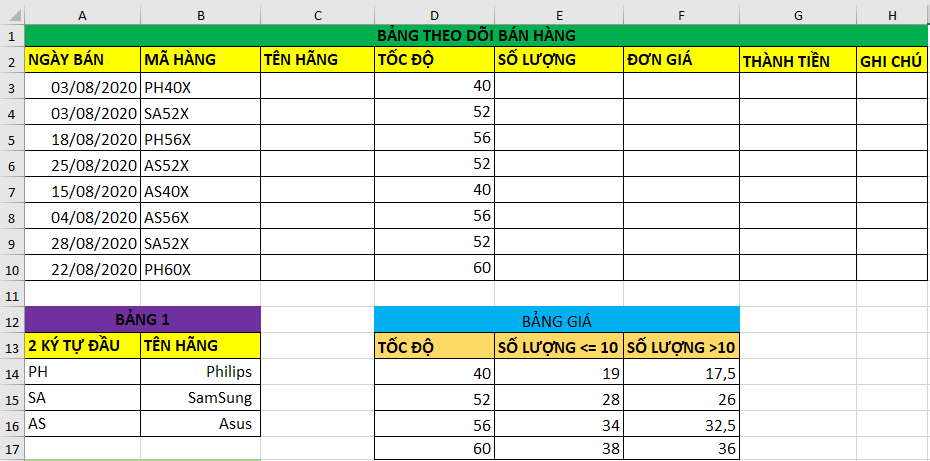 A B C D E F G H
1 BẢNG THEO DÕI BÁN HÀNG
2 NGÀY BÁN MÃ HÀNG TÊN HÃNG TỐC ĐỘ SỐ LƯỢNG ĐƠN GIÁ THÀNH TIỀN GHI CHÚ
3 03/08/2020 PH40X 40
4 03/08/2020 SA52X 52
5 18/08/2020 PH56X 56
6 25/08/2020 AS52X 52
7 15/08/2020 AS40X 40
8 04/08/2020 AS56X 56
9 28/08/2020 SA52X 52
10 22/08/2020 PH60X 60
11
12 BẢNG 1 BẢNG GIÁ
13 2 KÝ TỰ ĐẦU TÊN HÃNG TỐC ĐỘ SỐ LƯỢNG <= 10 SỐ LƯỢNG >10
14 PH Philips 40 19 17,5
15 SA SamSung 52 28 26
16 AS Asus 56 34 32,5
17 60 38 36